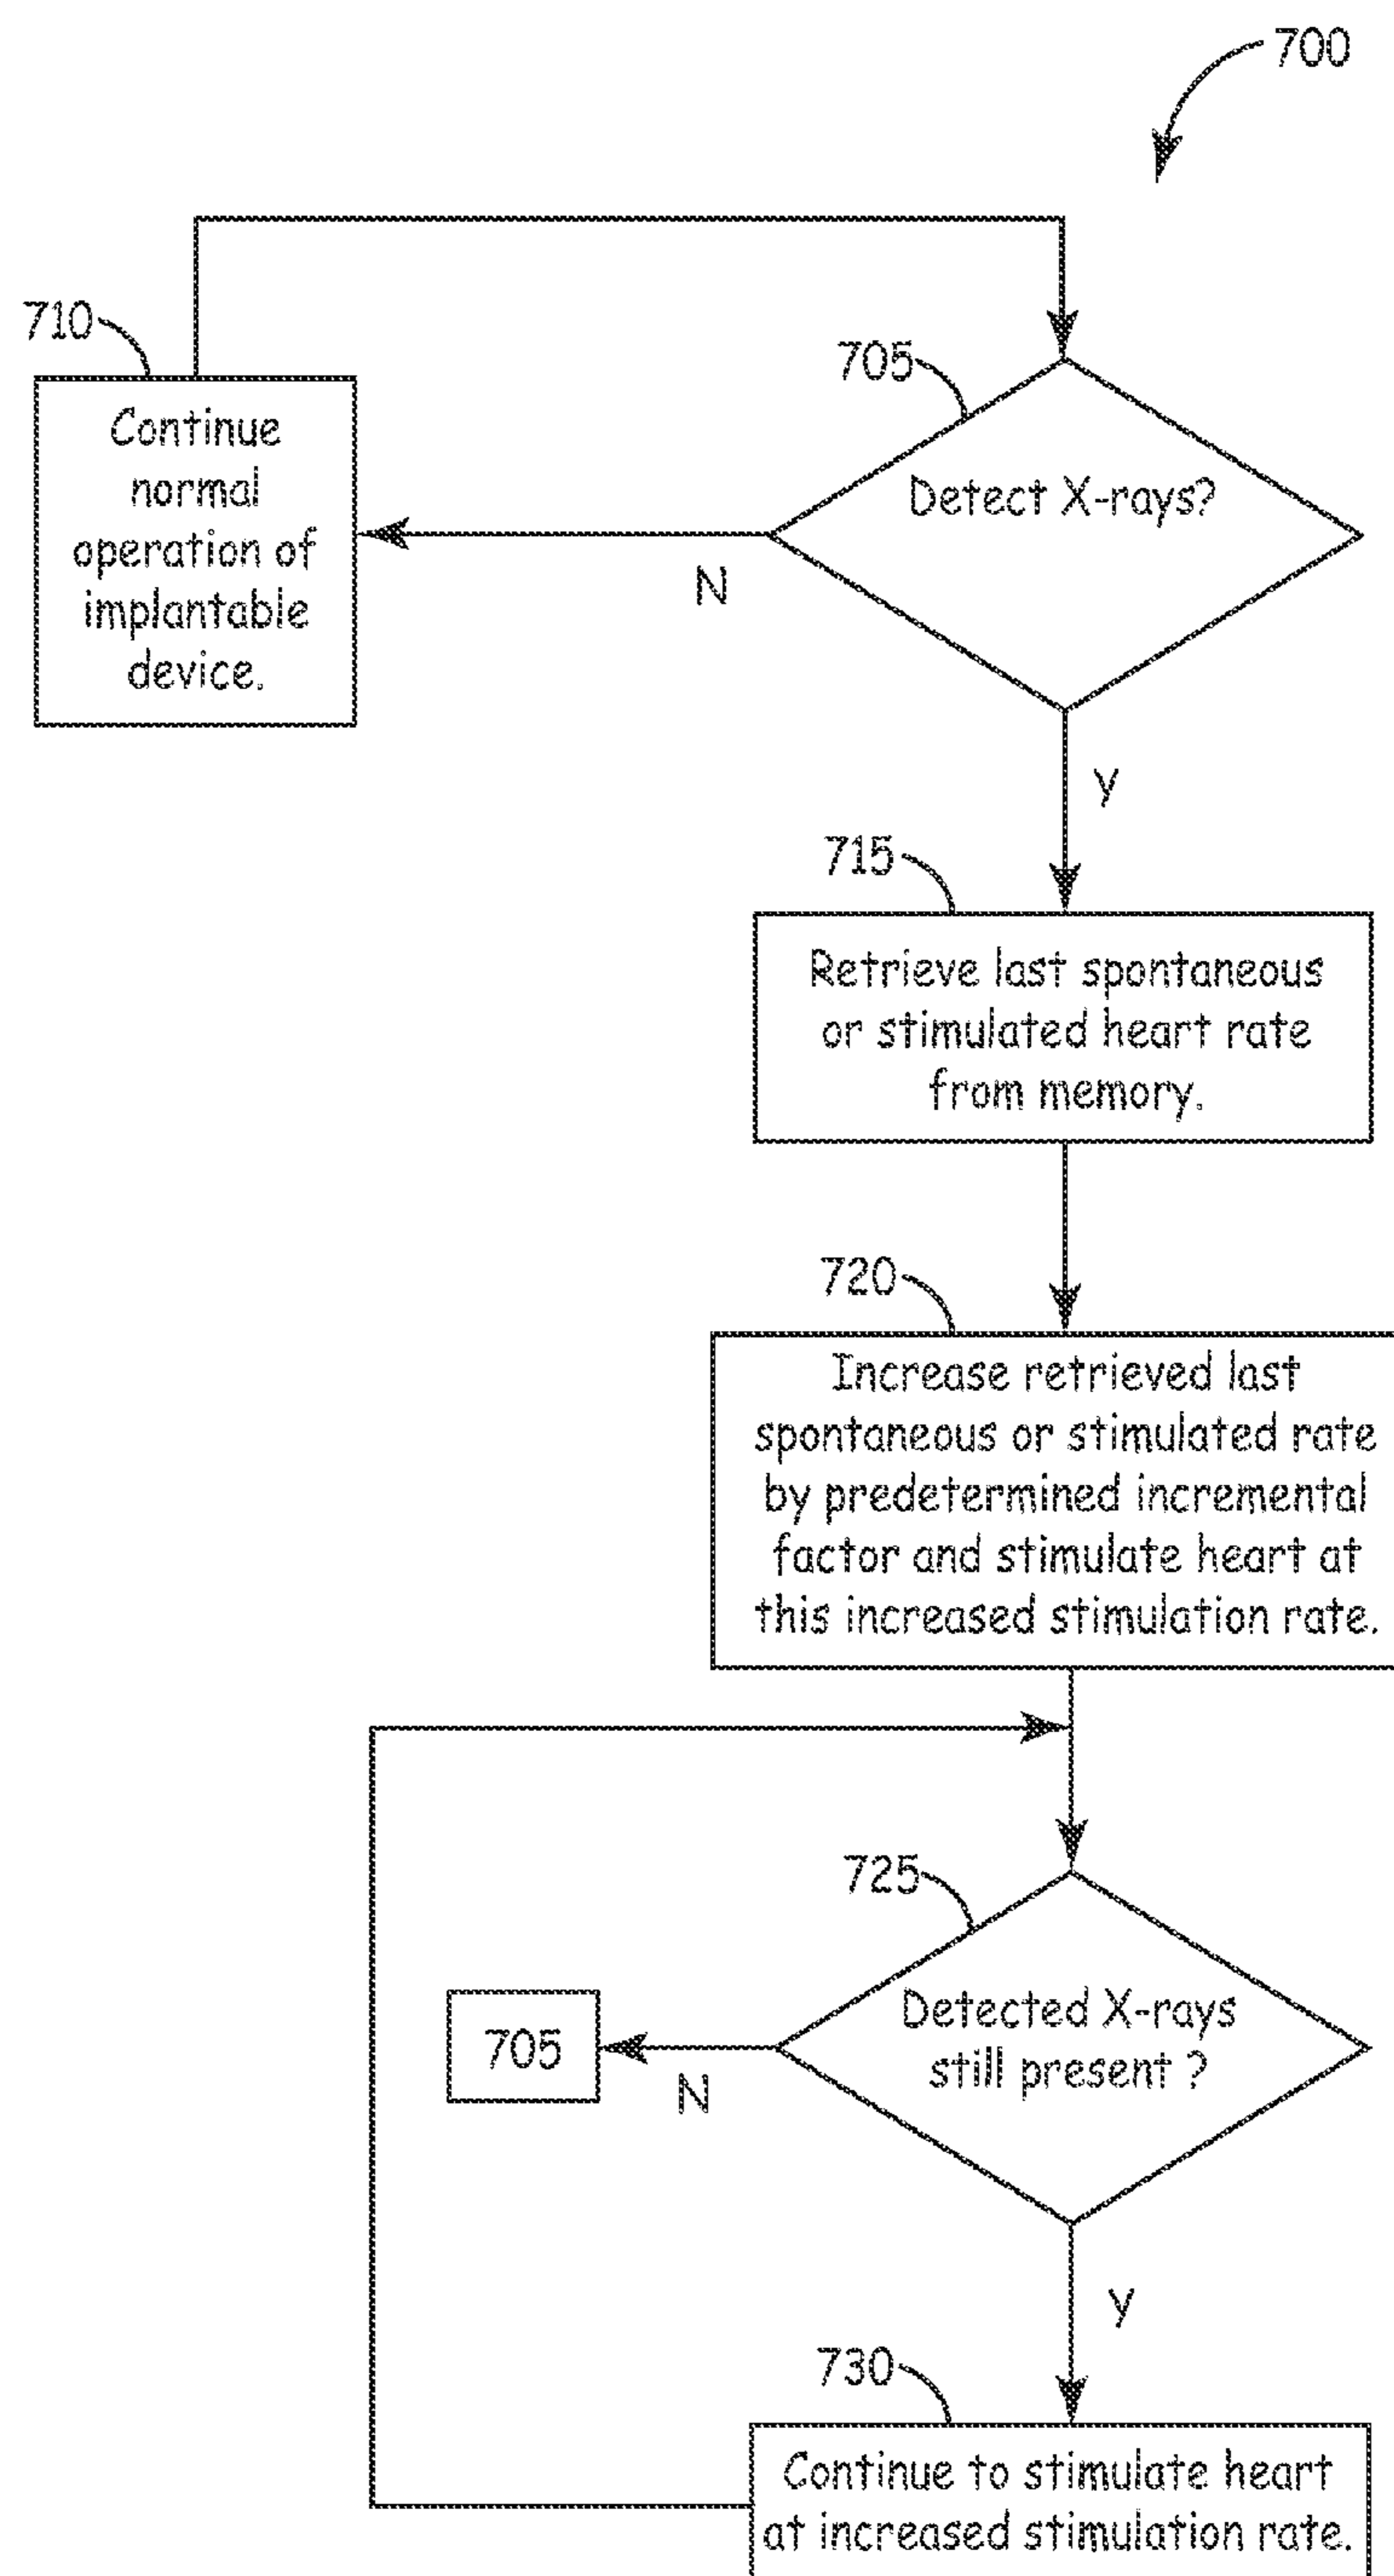 700
710
Continue
normal
operation of
implantable
device.
705
Detect X-rays?
N
y
715
Retrieve last spontaneous
or stimulated heart rate
from memory.
720
Increase retrieved last
spontaneous or stimulated rate
by predetermined incremental
factor and stimulate heart at
this increased stimulation rate.
725
Detected X-rays
still present ?
705
N
y
730
Continue to stimulate heart
at increased stimulation rate.